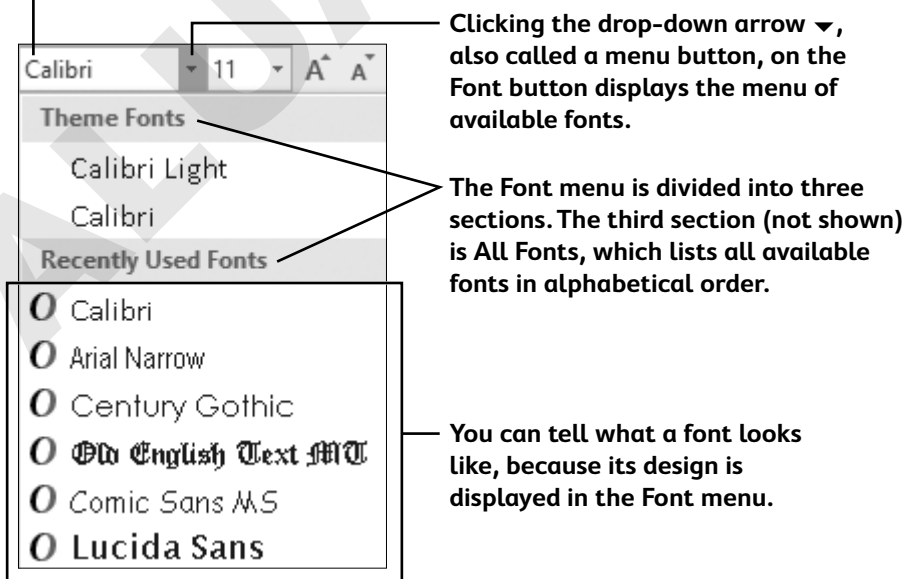 Clicking the drop-down arrow ▾,
also called a menu button, on the
Font button displays the menu of
available fonts.
Calibri 11 A A
Theme Fonts
Calibri Light
Calibri
The Font menu is divided into three
sections. The third section (not shown)
is All Fonts, which lists all available
fonts in alphabetical order.
Recently Used Fonts
O Calibri
O Arial Narrow
O Century Gothic
O Old English Text MT
O Comic Sans MS
O Lucida Sans
You can tell what a font looks
like, because its design is
displayed in the Font menu.